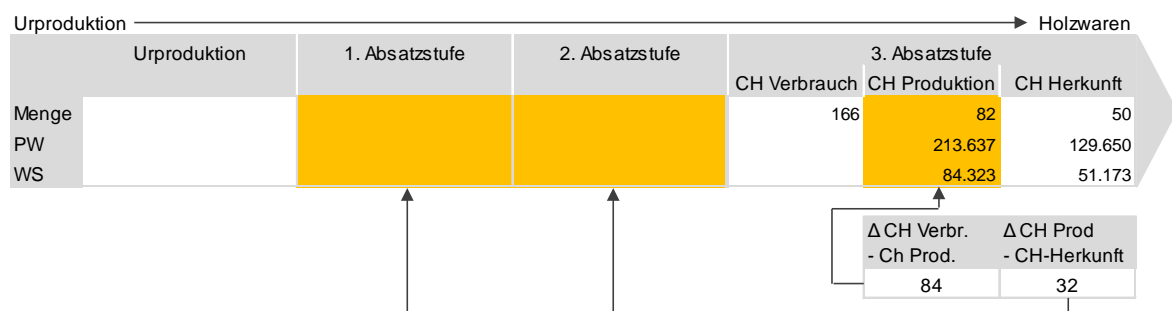 Urproduktion Holzwaren
Urproduktion 1. Absatzstufe 2. Absatzstufe 3. Absatzstufe
CH Verbrauch CH Produktion CH Herkunft
Menge 166 82 50
PW 213.637 129.650
WS 84.323 51.173
Δ CH Verbr. Δ CH Prod
- Ch Prod. - CH-Herkunft
84 32